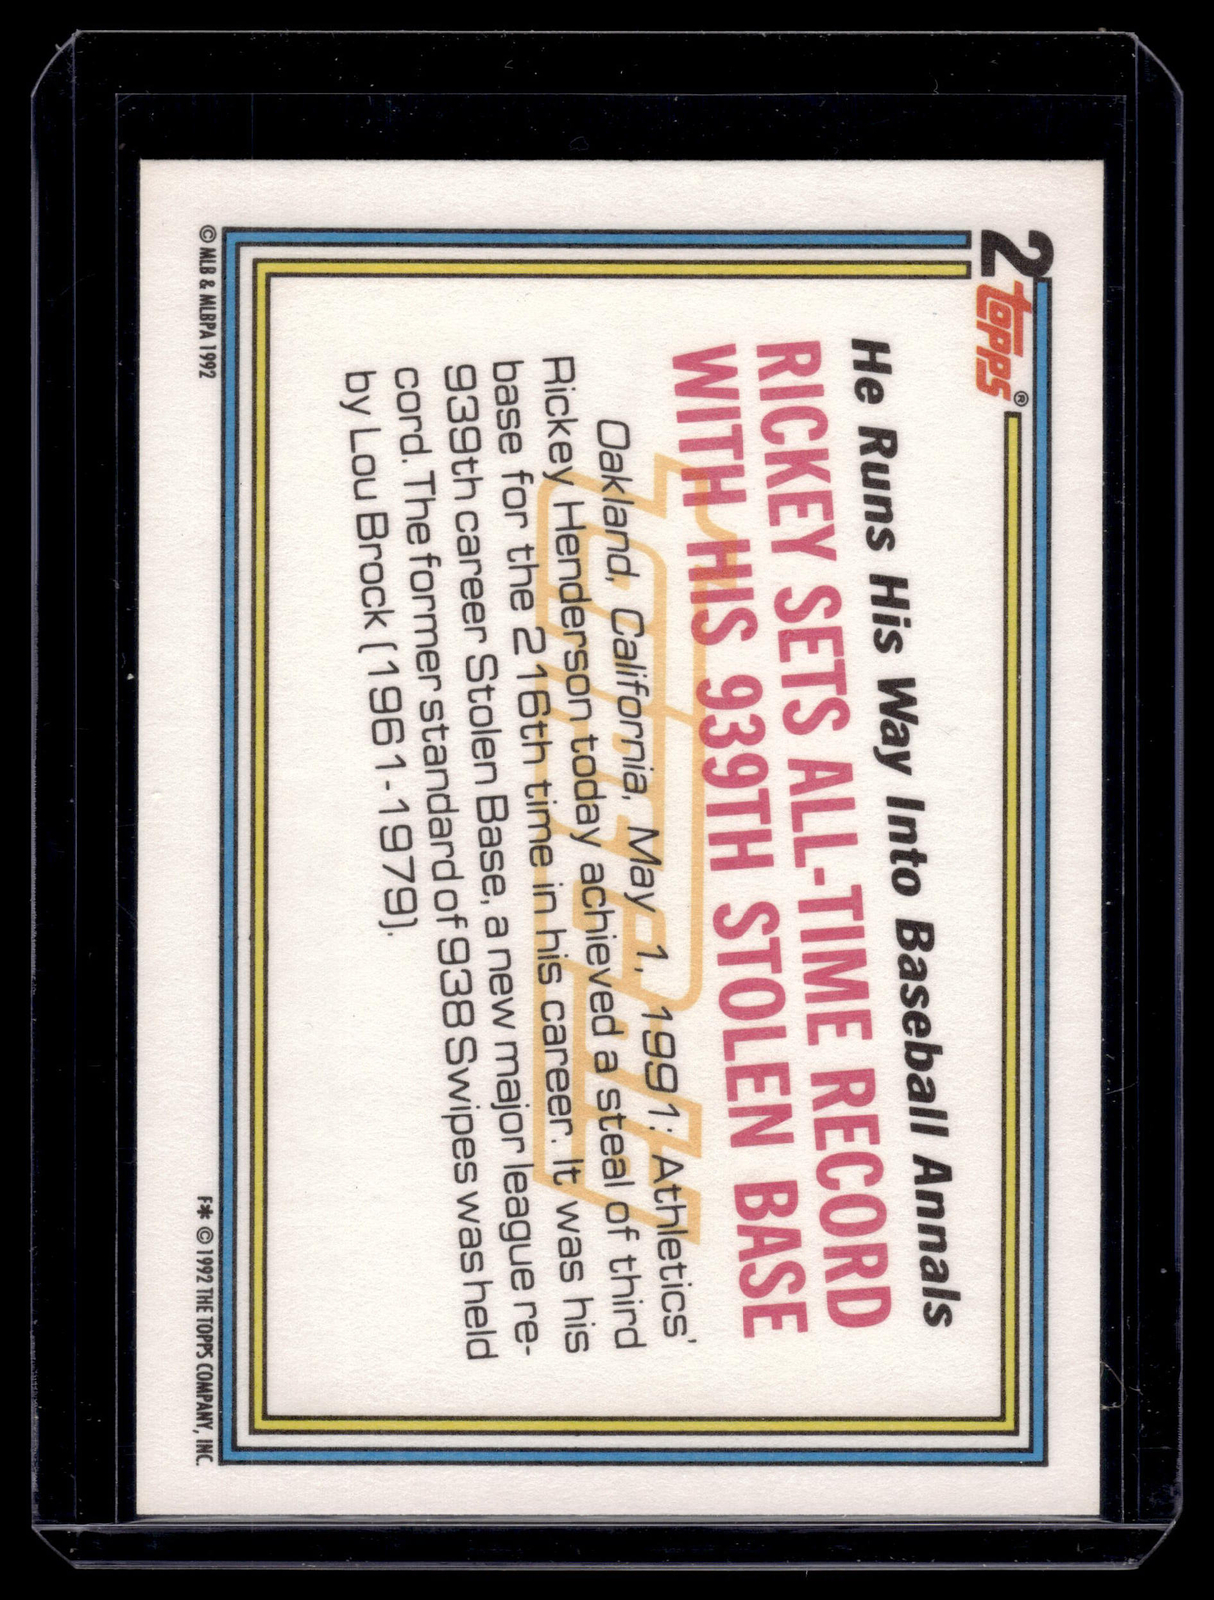 2
Topps®
He Runs His Way Into Baseball Annals
RICKEY SETS ALL-TIME RECORD
WITH HIS 939TH STOLEN BASE
Oakland, California, May 1, 1991: Athletics'
Rickey Henderson today achieved a steal of third
base for the 216th time in his career. It was his
939th career Stolen Base, a new major league re-
cord. The former standard of 938 Swipes was held
by Lou Brock (1961-1979).
ToppsGold
© MLB & MLBPA 1992
F* © 1992 THE TOPPS COMPANY, INC.